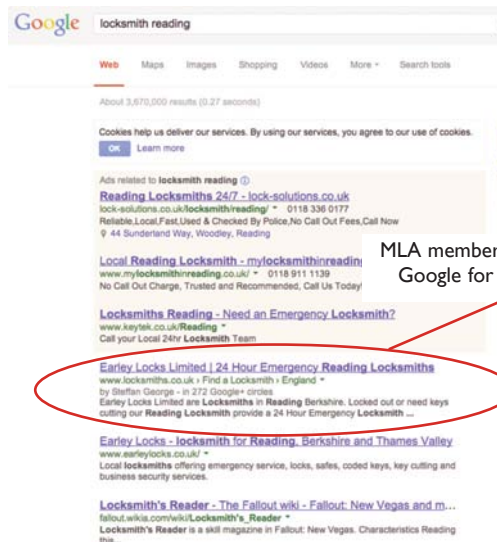 Google locksmith reading
Web Maps Images Shopping Videos More Search tools
About 3,670,000 results (0.27 seconds)
Cookies help us deliver our services. By using our services, you agree to our use of cookies.
OK Learn more
Ads related to locksmith reading
Reading Locksmiths 24/7 - lock-solutions.co.uk
lock-solutions.co.uk/locksmith/reading/ 0118 336 0177
Reliable,Local,Fast,Used & Checked By Police,No Call Out Fees,Call Now
44 Sunderland Way, Woodley, Reading
Local Reading Locksmith - mylocksmithinreading
www.mylocksmithinreading.co.uk/ 0118 911 1139
No Call Out Charge, Trusted and Recommended, Call Us Today!
MLA member
Google for
Locksmiths Reading - Need an Emergency Locksmith?
www.keytek.co.uk/Reading
Call your Local 24hr Locksmith Team
Earley Locks Limited | 24 Hour Emergency Reading Locksmiths
www.locksmiths.co.uk › Find a Locksmith › England
by Steffan George - in 272 Google+ circles
Earley Locks Limited are Locksmiths in Reading Berkshire. Locked out or need keys
cutting our Reading Locksmith provide a 24 Hour Emergency Locksmith ...
Earley Locks - locksmith for Reading, Berkshire and Thames Valley
www.earleylocks.co.uk/
Local locksmiths offering emergency service, locks, safes, coded keys, key cutting and
business security services.
Locksmith's Reader - The Fallout wiki - Fallout: New Vegas and m...
fallout.wikia.com/wiki/Locksmith's_Reader
Locksmith's Reader is a skill magazine in Fallout: New Vegas. Characteristics Reading
this...